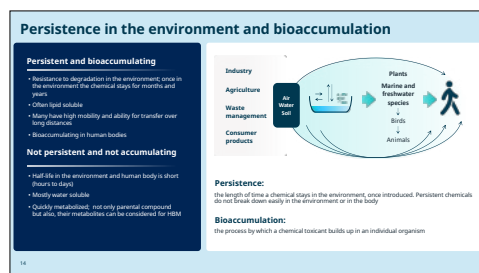 Persistence in the environment and bioaccumulation
Persistent and bioaccumulating
• Resistance to degradation in the environment; once in
the environment the chemical stays for months and
years
• Often lipid soluble
• Many have high mobility and ability for transfer over
long distances
• Bioaccumulating in human bodies
Not persistent and not accumulating
• Half-life in the environment and human body is short
(hours to days)
• Mostly water soluble
• Quickly metabolized; not only parental compound
but also, their metabolites can be considered for HBM
Industry
Agriculture
Waste
management
Consumer
products
Air
Water
Soil
Plants
Marine and
freshwater
species
Birds
Animals
Persistence:
the length of time a chemical stays in the environment, once introduced. Persistent chemicals
do not break down easily in the environment or in the body
Bioaccumulation:
the process by which a chemical toxicant builds up in an individual organism
14